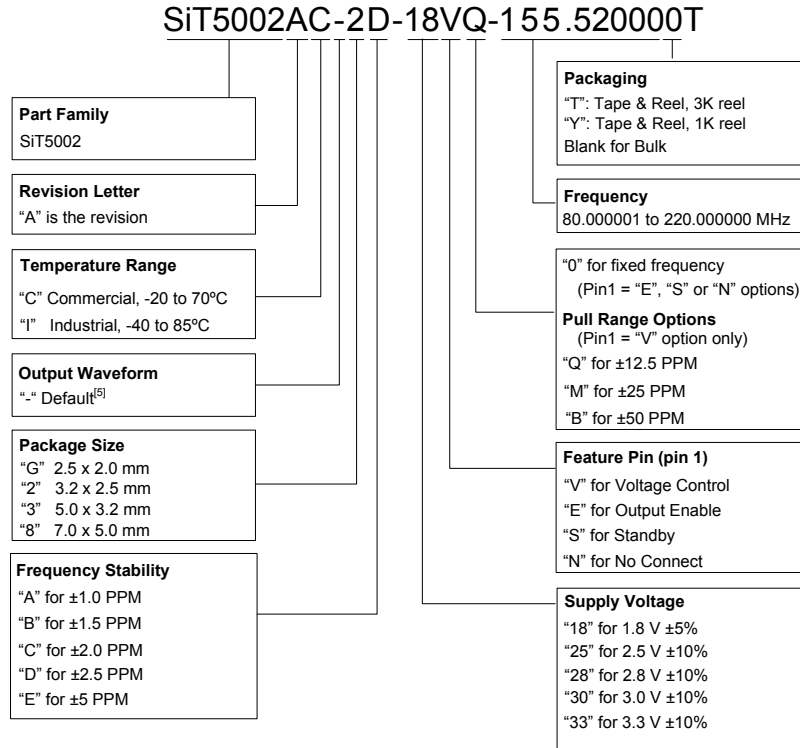 SiT5002AC-2D-18VQ-155.520000T
Part Family
SiT5002
Revision Letter
“A” is the revision
Temperature Range
“C” Commercial, -20 to 70ºC
“I” Industrial, -40 to 85ºC
Output Waveform
“-“ Default[5]
Package Size
“G” 2.5 x 2.0 mm
“2” 3.2 x 2.5 mm
“3” 5.0 x 3.2 mm
“8” 7.0 x 5.0 mm
Frequency Stability
“A” for ±1.0 PPM
“B” for ±1.5 PPM
“C” for ±2.0 PPM
“D” for ±2.5 PPM
“E” for ±5 PPM
Packaging
“T”: Tape & Reel, 3K reel
“Y”: Tape & Reel, 1K reel
Blank for Bulk
Frequency
80.000001 to 220.000000 MHz
“0” for fixed frequency
(Pin1 = “E”, “S” or “N” options)
Pull Range Options
(Pin1 = “V” option only)
“Q” for ±12.5 PPM
“M” for ±25 PPM
“B” for ±50 PPM
Feature Pin (pin 1)
“V” for Voltage Control
“E” for Output Enable
“S” for Standby
“N” for No Connect
Supply Voltage
“18” for 1.8 V ±5%
“25” for 2.5 V ±10%
“28” for 2.8 V ±10%
“30” for 3.0 V ±10%
“33” for 3.3 V ±10%